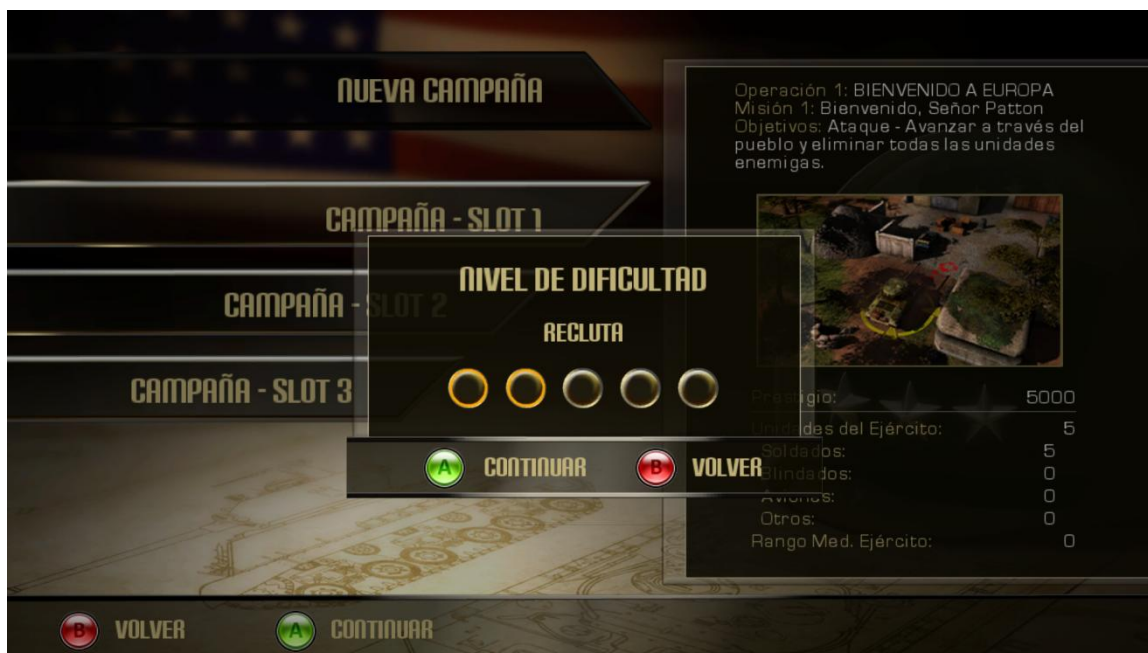 NUEVA CAMPAÑA
CAMPAÑA - SLOT 1
CAMPAÑA - SLOT 2
CAMPAÑA - SLOT 3
NIVEL DE DIFICULTAD
RECLUTA
A CONTINUAR
B VOLVER
Operación 1: BIENVENIDO A EUROPA
Misión 1: Bienvenido, Señor Patton
Objetivos: Ataque - Avanzar a través del
pueblo y eliminar todas las unidades
enemigas.
Prestigio: 5000
Unidades del Ejército: 5
Soldados: 5
Blindados: 0
Aviones: 0
Otros: 0
Rango Med. Ejército: 0
B VOLVER
A CONTINUAR